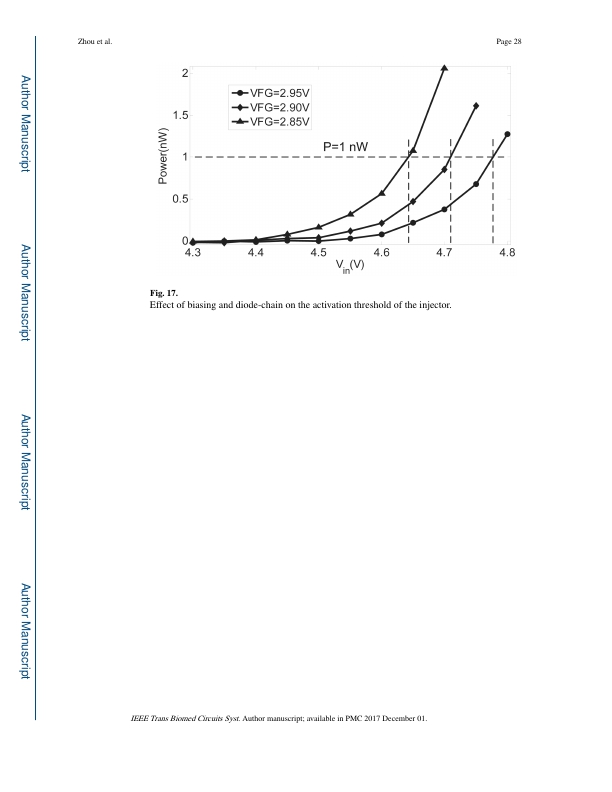 Zhou et al.
Page 28
Author Manuscript
Author Manuscript
Author Manuscript
Author Manuscript
Power(nW)
2
1.5
1
0.5
0
VFG=2.95V
VFG=2.90V
VFG=2.85V
P=1 nW
4.3 4.4 4.5 4.6 4.7 4.8
Vin(V)
Fig. 17.
Effect of biasing and diode-chain on the activation threshold of the injector.
IEEE Trans Biomed Circuits Syst. Author manuscript; available in PMC 2017 December 01.